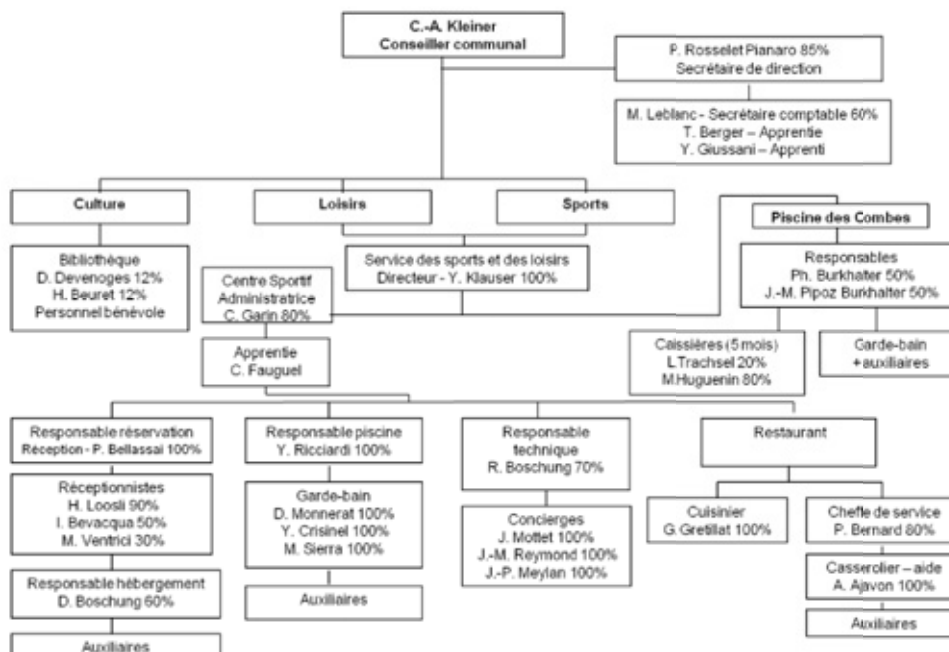 C.-A. Kleiner
Conseiller communal
P. Rosselet Pianaro 85%
Secrétaire de direction
M. Leblanc - Secrétaire comptable 60%
T. Berger – Apprentie
Y. Giussani – Apprenti
Culture
Loisirs
Sports
Piscine des Combes
Bibliothèque
D. Devenoges 12%
H. Beuret 12%
Personnel bénévole
Service des sports et des loisirs
Directeur - Y. Klauser 100%
Responsables
Ph. Burkhater 50%
J.-M. Pipoz Burkhalter 50%
Centre Sportif
Administratrice
C. Garin 80%
Apprentie
C. Fauguel
Caissières (5 mois)
L.Trachsel 20%
M.Huguenin 80%
Garde-bain
+auxiliaires
Responsable réservation
Réception - P. Bellassai 100%
Responsable piscine
Y. Ricciardi 100%
Responsable
technique
R. Boschung 70%
Restaurant
Réceptionnistes
H. Loosli 90%
I. Bevacqua 50%
M. Ventrici 30%
Garde-bain
D. Monnerat 100%
Y. Crisinel 100%
M. Sierra 100%
Concierges
J. Mottet 100%
J.-M. Reymond 100%
J.-P. Meylan 100%
Cuisinier
G.Gretillat 100%
Cheffe de service
P. Bernard 80%
Responsable hébergement
D. Boschung 60%
Auxiliaires
Casserolier – aide
A. Ajavon 100%
Auxiliaires
Auxiliaires